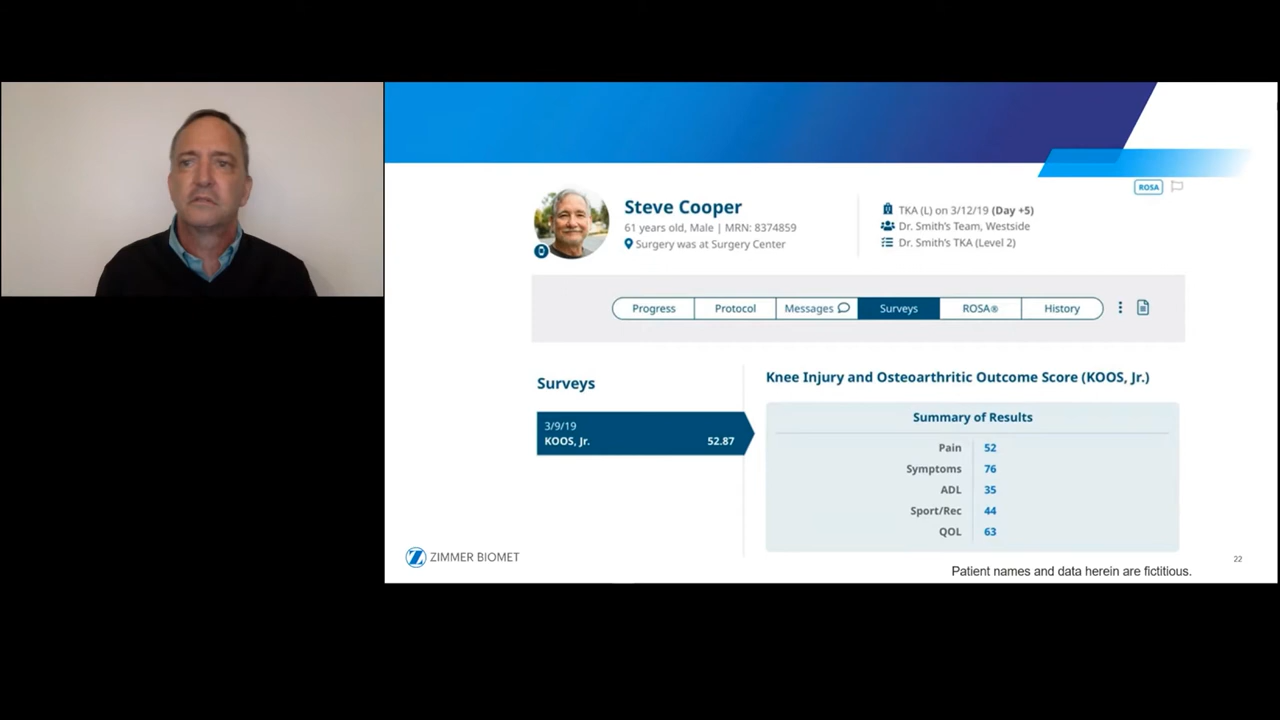 ROSA
Steve Cooper
61 years old, Male | MRN: 8374859
Surgery was at Surgery Center
TKA (L) on 3/12/19 (Day +5)
Dr. Smith's Team, Westside
Dr. Smith's TKA (Level 2)
Progress
Protocol
Messages
Surveys
ROSA®
History
Surveys
3/9/19
KOOS, Jr. 52.87
Knee Injury and Osteoarthritic Outcome Score (KOOS, Jr.)
Summary of Results
Pain 52
Symptoms 76
ADL 35
Sport/Rec 44
QOL 63
ZIMMER BIOMET
22
Patient names and data herein are fictitious.